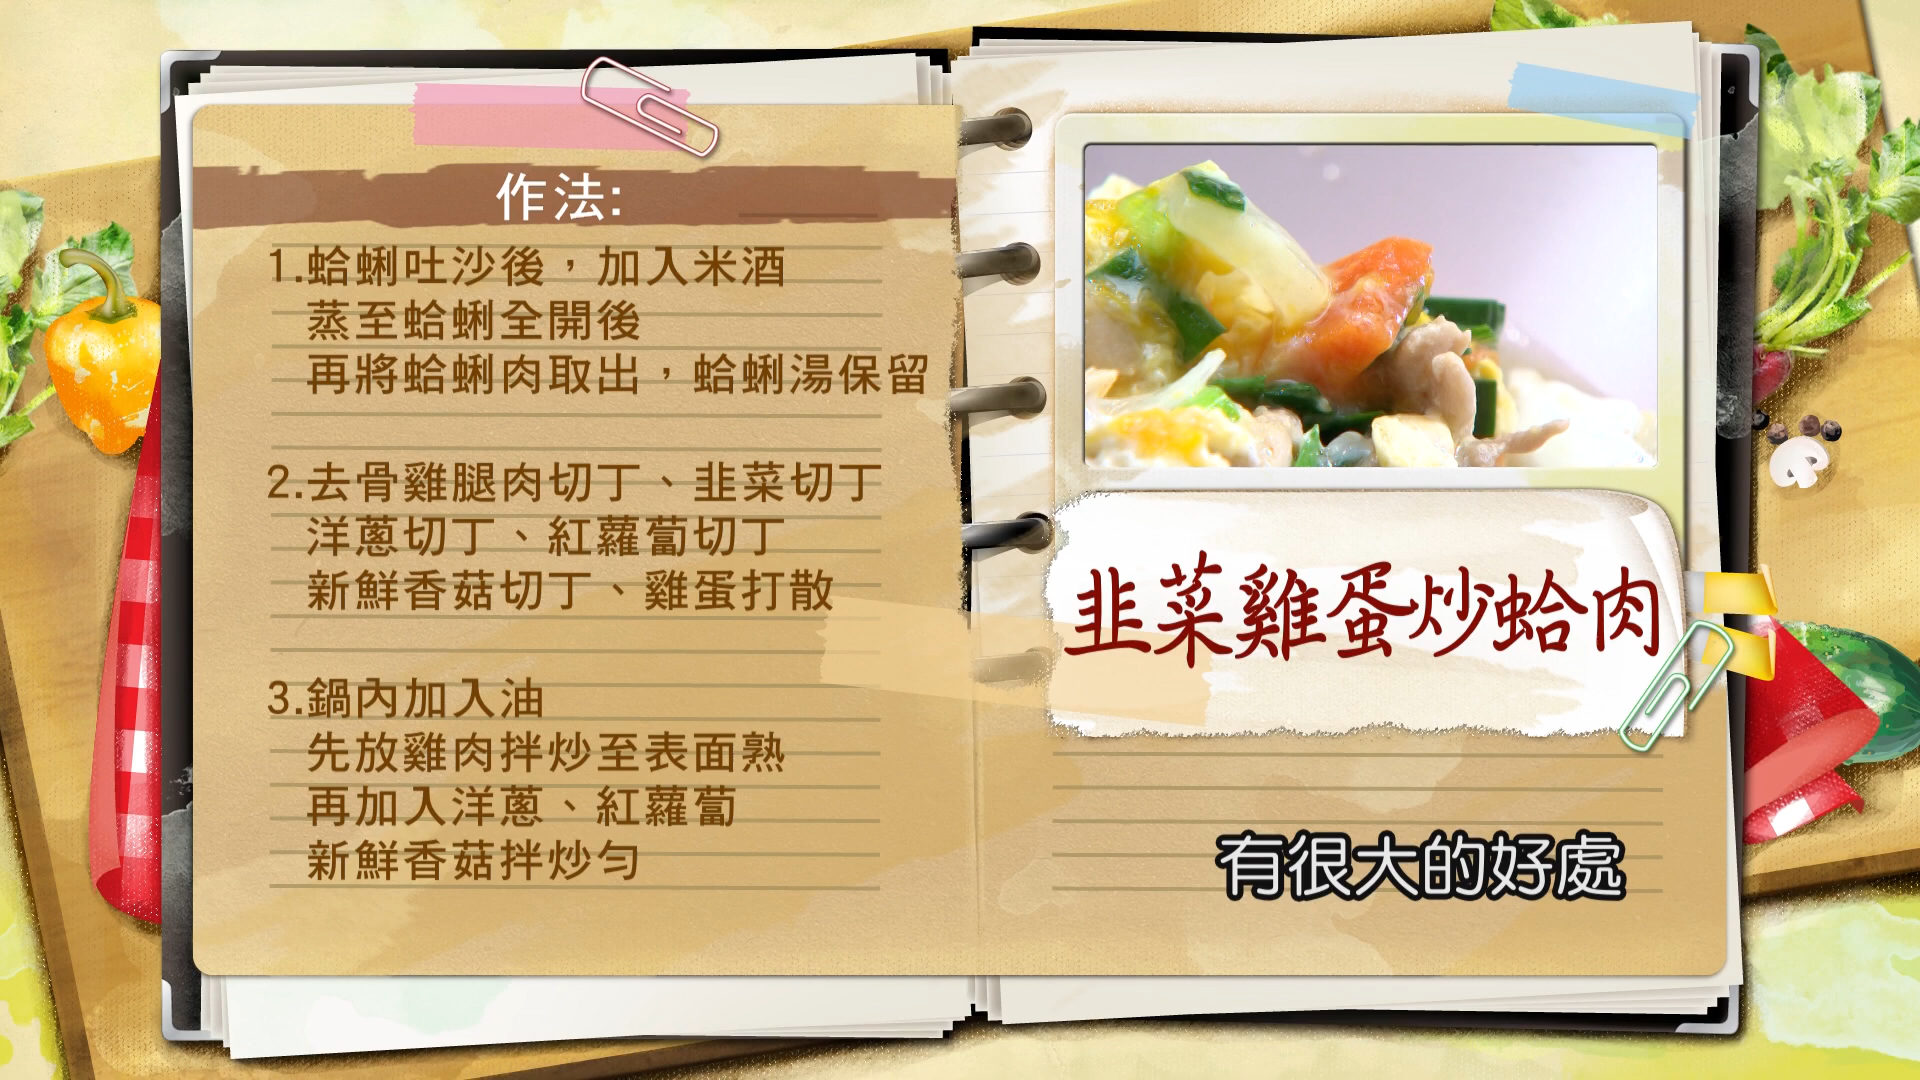 作法:
1.蛤蜊吐沙後，加入米酒
蒸至蛤蜊全開後
再將蛤蜊肉取出，蛤蜊湯保留
2.去骨雞腿肉切丁、韭菜切丁
洋蔥切丁、紅蘿蔔切丁
新鮮香菇切丁、雞蛋打散
3.鍋內加入油
先放雞肉拌炒至表面熟
再加入洋蔥、紅蘿蔔
新鮮香菇拌炒勻
韭菜雞蛋炒蛤肉
有很大的好處